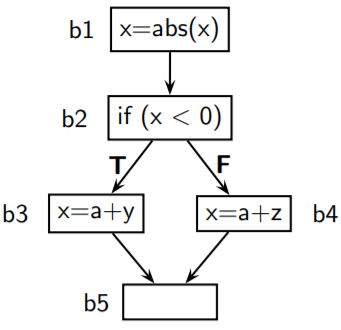 b1 x=abs(x)
b2 if (x < 0)
T F
b3 x=a+y x=a+z b4
b5